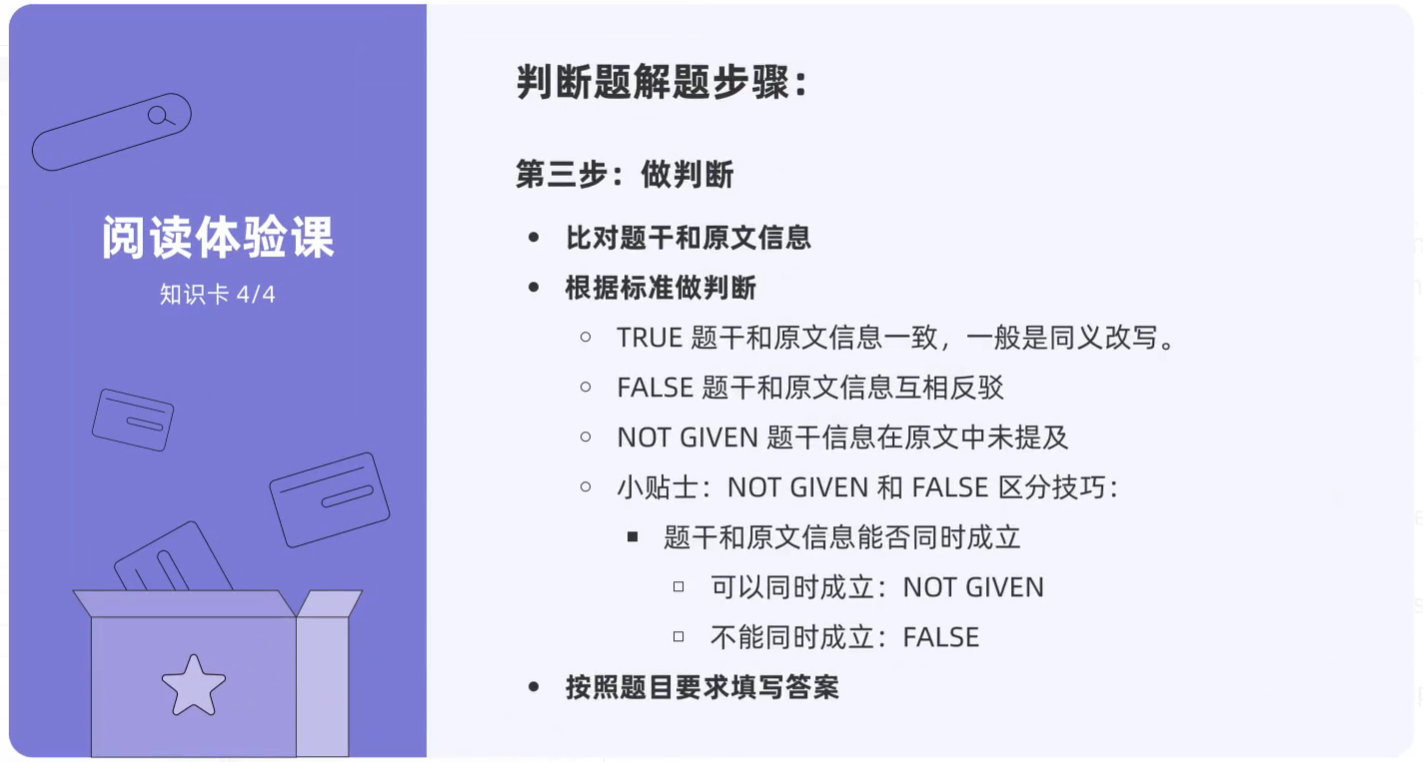 阅读体验课
知识卡 4/4
判断题解题步骤：
第三步：做判断
• 比对题干和原文信息
• 根据标准做判断
○ TRUE 题干和原文信息一致，一般是同义改写。
○ FALSE 题干和原文信息互相反驳
○ NOT GIVEN 题干信息在原文中未提及
○ 小贴士：NOT GIVEN 和 FALSE 区分技巧：
■ 题干和原文信息能否同时成立
□ 可以同时成立：NOT GIVEN
□ 不能同时成立：FALSE
• 按照题目要求填写答案